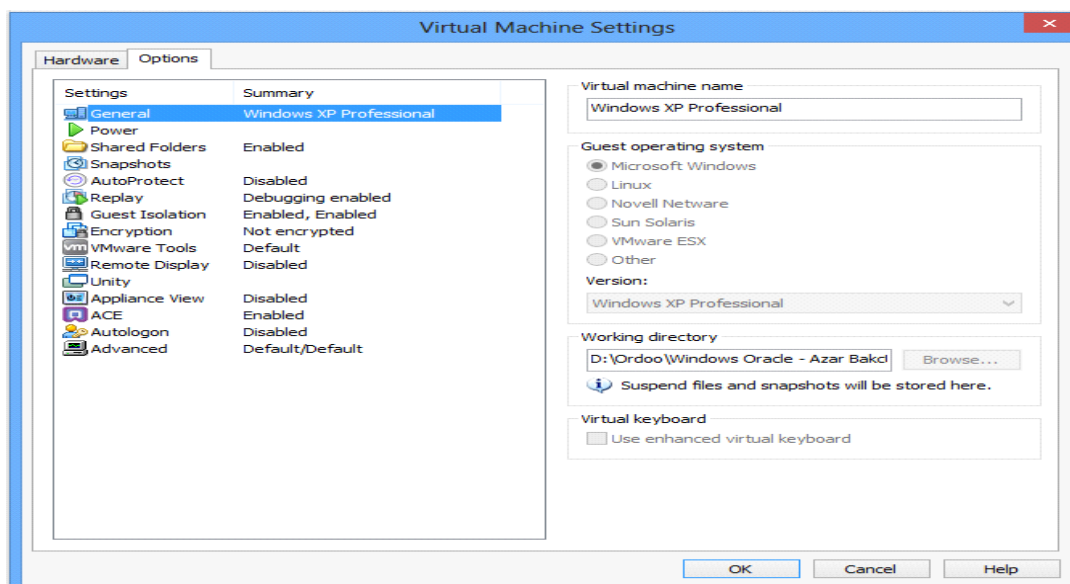 Virtual Machine Settings
Hardware Options
Settings Summary
General Windows XP Professional
Power
Shared Folders Enabled
Snapshots
AutoProtect Disabled
Replay Debugging enabled
Guest Isolation Enabled, Enabled
Encryption Not encrypted
VMware Tools Default
Remote Display Disabled
Unity
Appliance View Disabled
ACE Enabled
Autologon Disabled
Advanced Default/Default
Virtual machine name
Windows XP Professional
Guest operating system
Microsoft Windows
Linux
Novell Netware
Sun Solaris
VMware ESX
Other
Version:
Windows XP Professional
Working directory
D:\Ordoo\Windows Oracle - Azar Browse...
Suspend files and snapshots will be stored here.
Virtual keyboard
Use enhanced virtual keyboard
OK Cancel Help